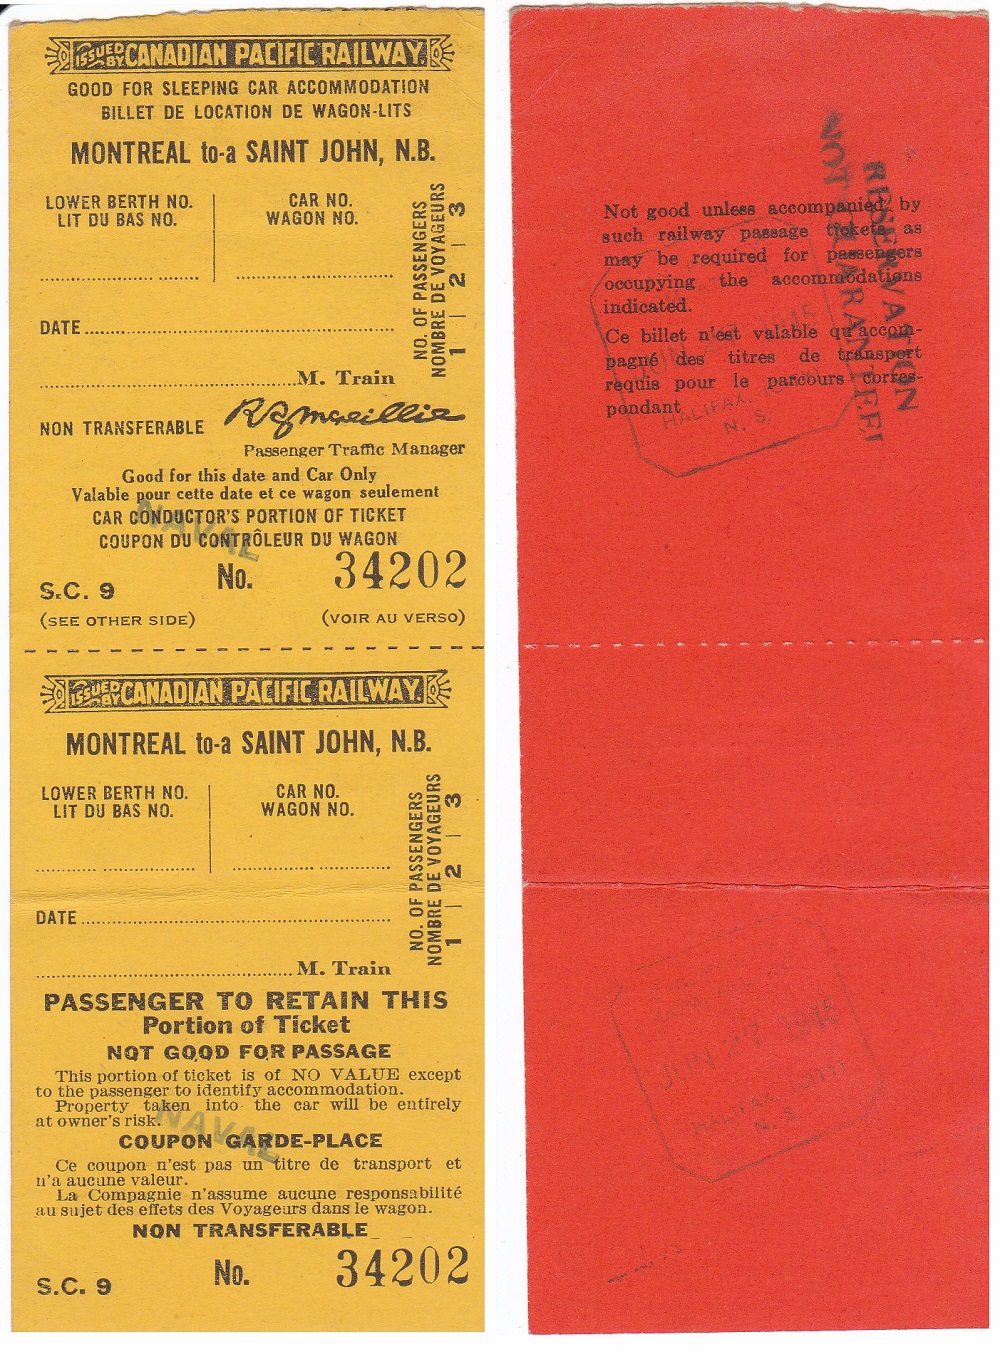 ISSUED BY CANADIAN PACIFIC RAILWAY.
GOOD FOR SLEEPING CAR ACCOMMODATION
BILLET DE LOCATION DE WAGON-LITS
MONTREAL to-a SAINT JOHN, N.B.
LOWER BERTH NO.
LIT DU BAS NO.
CAR NO.
WAGON NO.
NO. OF PASSENGERS
NOMBRE DE VOYAGEURS
1 | 2 | 3
DATE
M. Train
NON TRANSFERABLE
Passenger Traffic Manager
Good for this date and Car Only
Valable pour cette date et ce wagon seulement
CAR CONDUCTOR'S PORTION OF TICKET
COUPON DU CONTRÔLEUR DU WAGON
NAVAL
S.C. 9
No. 34202
(SEE OTHER SIDE) (VOIR AU VERSO)
ISSUED BY CANADIAN PACIFIC RAILWAY.
MONTREAL to-a SAINT JOHN, N.B.
LOWER BERTH NO.
LIT DU BAS NO.
CAR NO.
WAGON NO.
NO. OF PASSENGERS
NOMBRE DE VOYAGEURS
1 | 2 | 3
DATE
M. Train
PASSENGER TO RETAIN THIS
Portion of Ticket
NOT GOOD FOR PASSAGE
This portion of ticket is of NO VALUE except
to the passenger to identify accommodation.
Property taken into the car will be entirely
at owner's risk.
NAVAL
COUPON GARDE-PLACE
Ce coupon n'est pas un titre de transport et
n'a aucune valeur.
La Compagnie n'assume aucune responsabilité
au sujet des effets des Voyageurs dans le wagon.
NON TRANSFERABLE
S.C. 9
No. 34202
Not good unless accompanied by
such railway passage tickets as
may be required for passengers
occupying the accommodations
indicated.
Ce billet n'est valable qu'accom-
pagné des titres de transport
requis pour le parcours corres-
pondant
RESERVATION
NOT
HALIFAX,
N. S.
JUN 27
HALIFAX,
N. S.